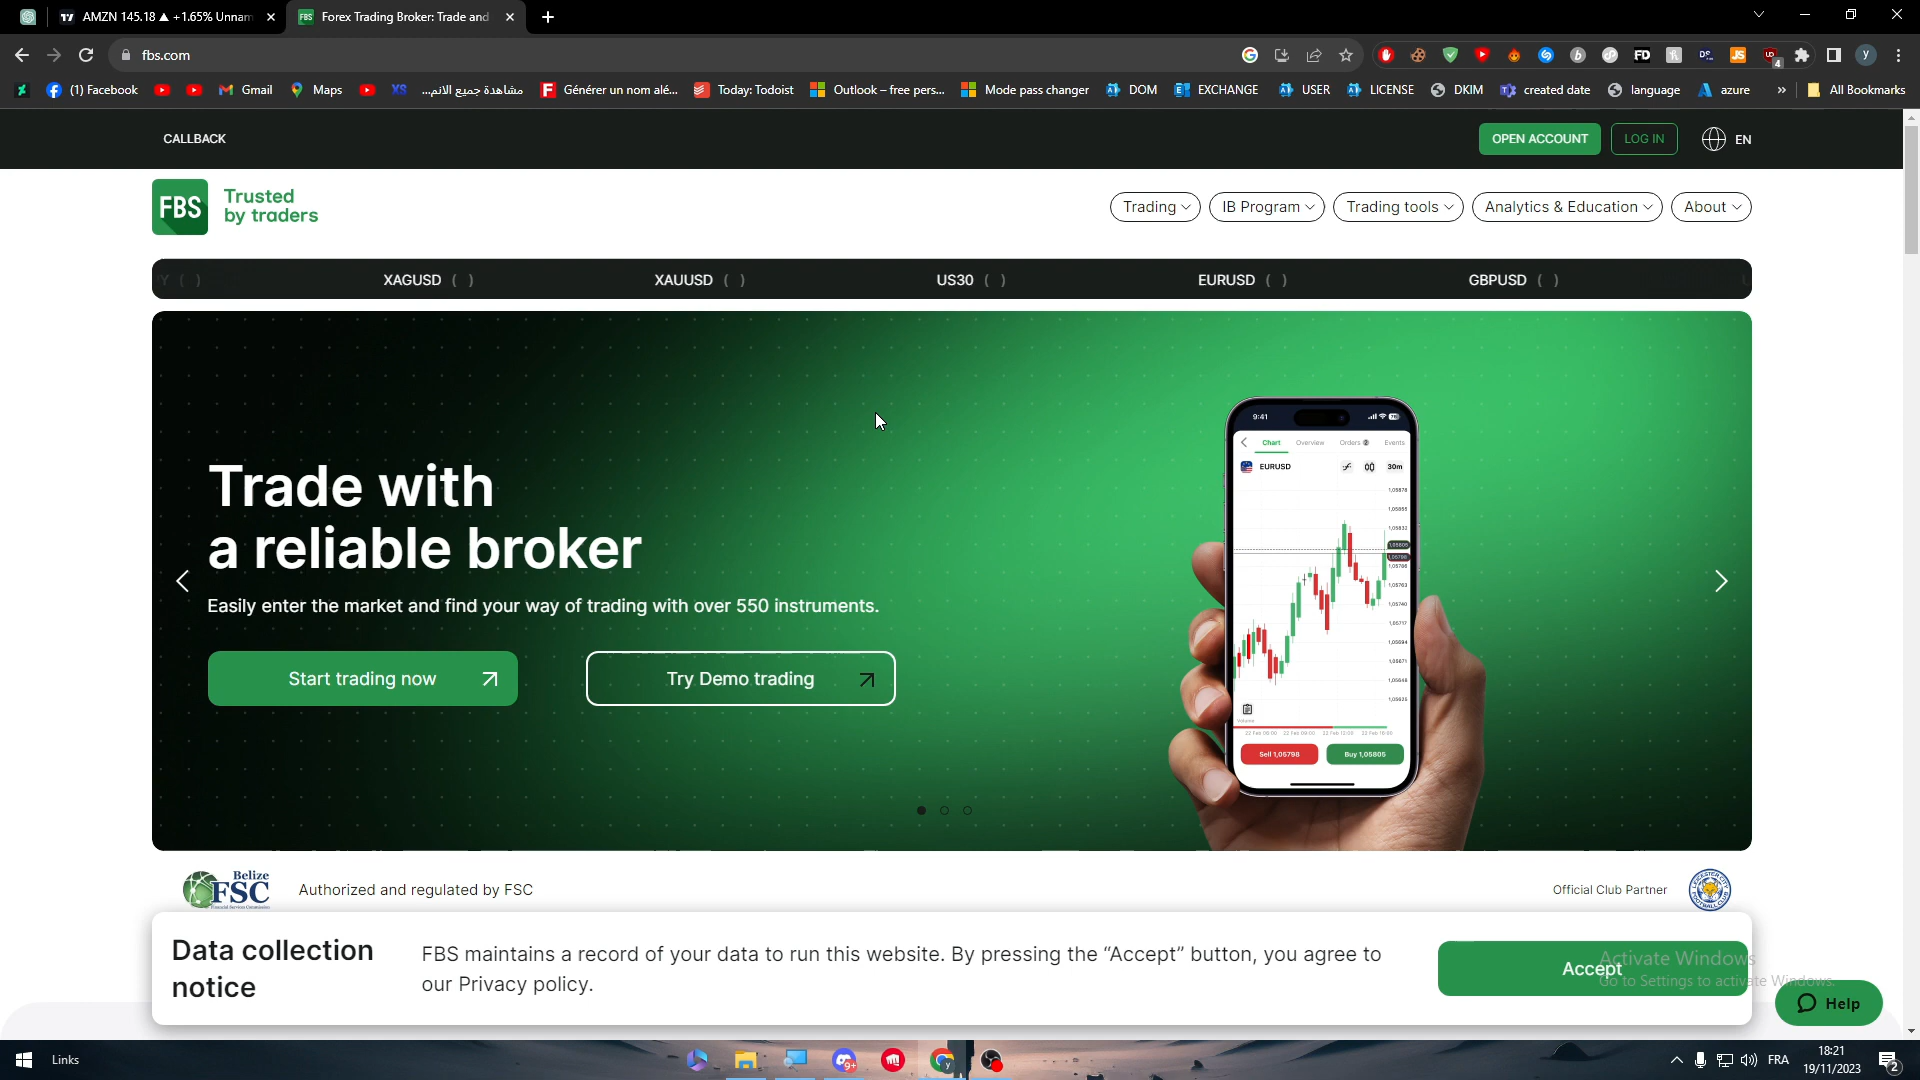 AMZN 145.18 ▲ +1.65% Unnam
Forex Trading Broker: Trade and
fbs.com
(1) Facebook
Gmail
Maps
مشاهدة جميع الانم...
Générer un nom alé...
Today: Todoist
Outlook – free pers...
Mode pass changer
DOM
EXCHANGE
USER
LICENSE
DKIM
created date
language
azure
»
All Bookmarks
CALLBACK
OPEN ACCOUNT
LOG IN
EN
FBS
Trusted
by traders
Trading
IB Program
Trading tools
Analytics & Education
About
XAGUSD ( )
XAUUSD ( )
US30 ( )
EURUSD ( )
GBPUSD ( )
Trade with
a reliable broker
Easily enter the market and find your way of trading with over 550 instruments.
Start trading now
Try Demo trading
9:41
Chart
Overview
Orders
Events
EURUSD
30m
Sell 1,05798
Buy 1,05805
Belize
FSC
Authorized and regulated by FSC
Official Club Partner
Data collection
notice
FBS maintains a record of your data to run this website. By pressing the “Accept” button, you agree to
our Privacy policy.
Accept
Activate Windows
Go to Settings to activate Windows.
Help
Links
FRA
18:21
19/11/2023
2